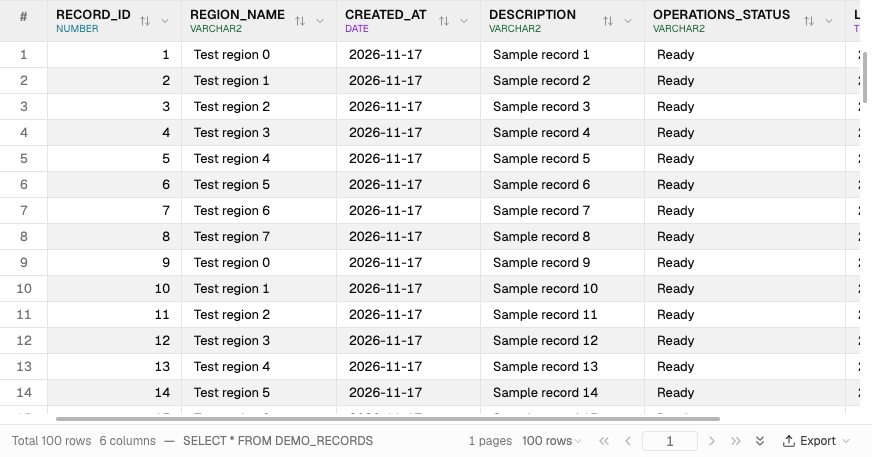 # RECORD_ID REGION_NAME CREATED_AT DESCRIPTION OPERATIONS_STATUS
NUMBER VARCHAR2 DATE VARCHAR2 VARCHAR2
1 1 Test region 0 2026-11-17 Sample record 1 Ready
2 2 Test region 1 2026-11-17 Sample record 2 Ready
3 3 Test region 2 2026-11-17 Sample record 3 Ready
4 4 Test region 3 2026-11-17 Sample record 4 Ready
5 5 Test region 4 2026-11-17 Sample record 5 Ready
6 6 Test region 5 2026-11-17 Sample record 6 Ready
7 7 Test region 6 2026-11-17 Sample record 7 Ready
8 8 Test region 7 2026-11-17 Sample record 8 Ready
9 9 Test region 0 2026-11-17 Sample record 9 Ready
10 10 Test region 1 2026-11-17 Sample record 10 Ready
11 11 Test region 2 2026-11-17 Sample record 11 Ready
12 12 Test region 3 2026-11-17 Sample record 12 Ready
13 13 Test region 4 2026-11-17 Sample record 13 Ready
14 14 Test region 5 2026-11-17 Sample record 14 Ready
Total 100 rows 6 columns — SELECT * FROM DEMO_RECORDS 1 pages 100 rows 1 Export